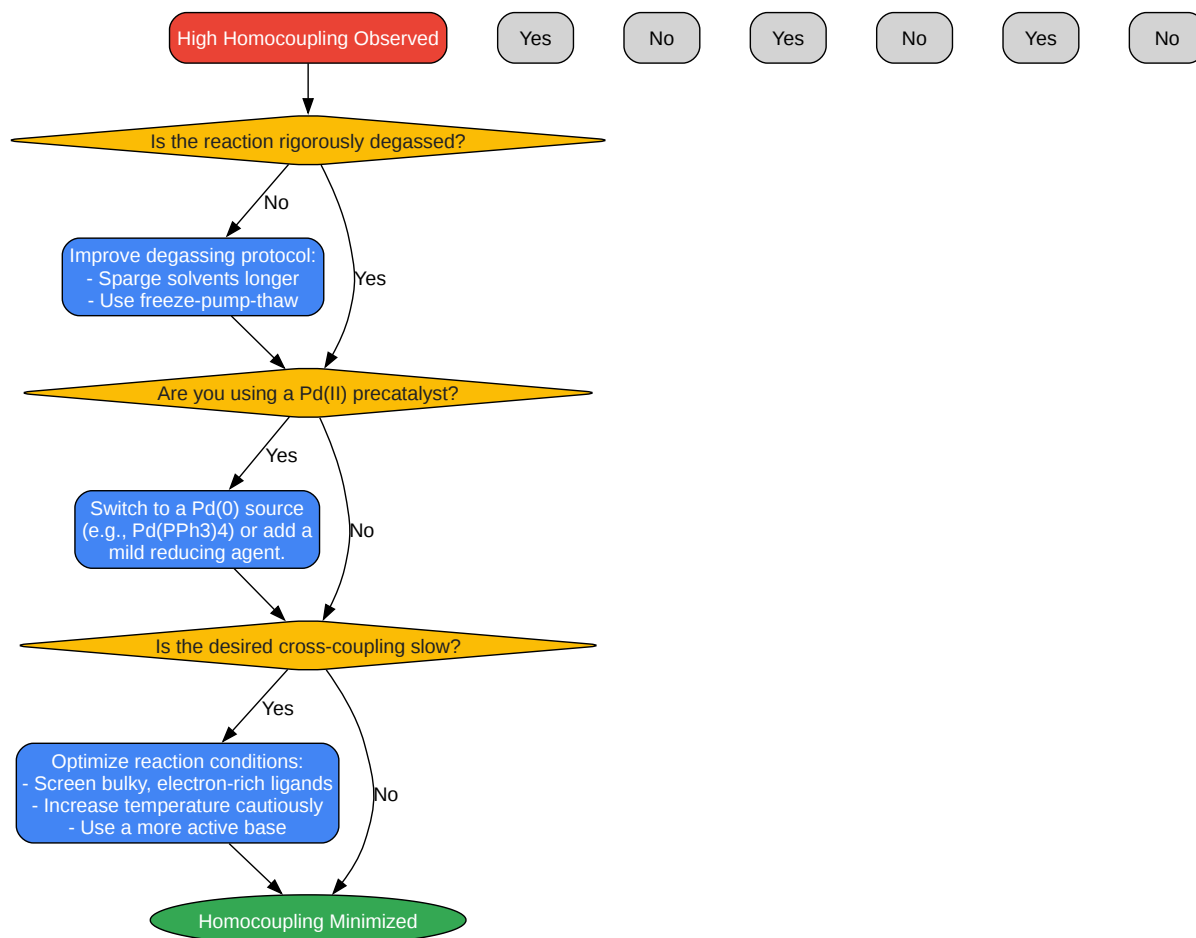 High Homocoupling Observed
Yes
No
Yes
No
Yes
No
Is the reaction rigorously degassed?
No
Improve degassing protocol:
- Sparge solvents longer
- Use freeze-pump-thaw
Yes
Are you using a Pd(II) precatalyst?
Yes
Switch to a Pd(0) source
(e.g., Pd(PPh3)4) or add a
mild reducing agent.
No
Is the desired cross-coupling slow?
Yes
Optimize reaction conditions:
- Screen bulky, electron-rich ligands
- Increase temperature cautiously
- Use a more active base
No
Homocoupling Minimized